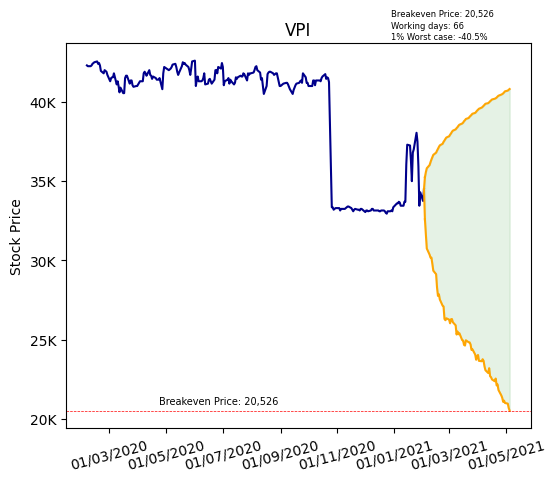 Breakeven Price: 20,526
Working days: 66
1% Worst case: -40.5%
VPI
Stock Price
40K
35K
30K
25K
20K
Breakeven Price: 20,526
01/03/2020
01/05/2020
01/07/2020
01/09/2020
01/11/2020
01/01/2021
01/03/2021
01/05/2021